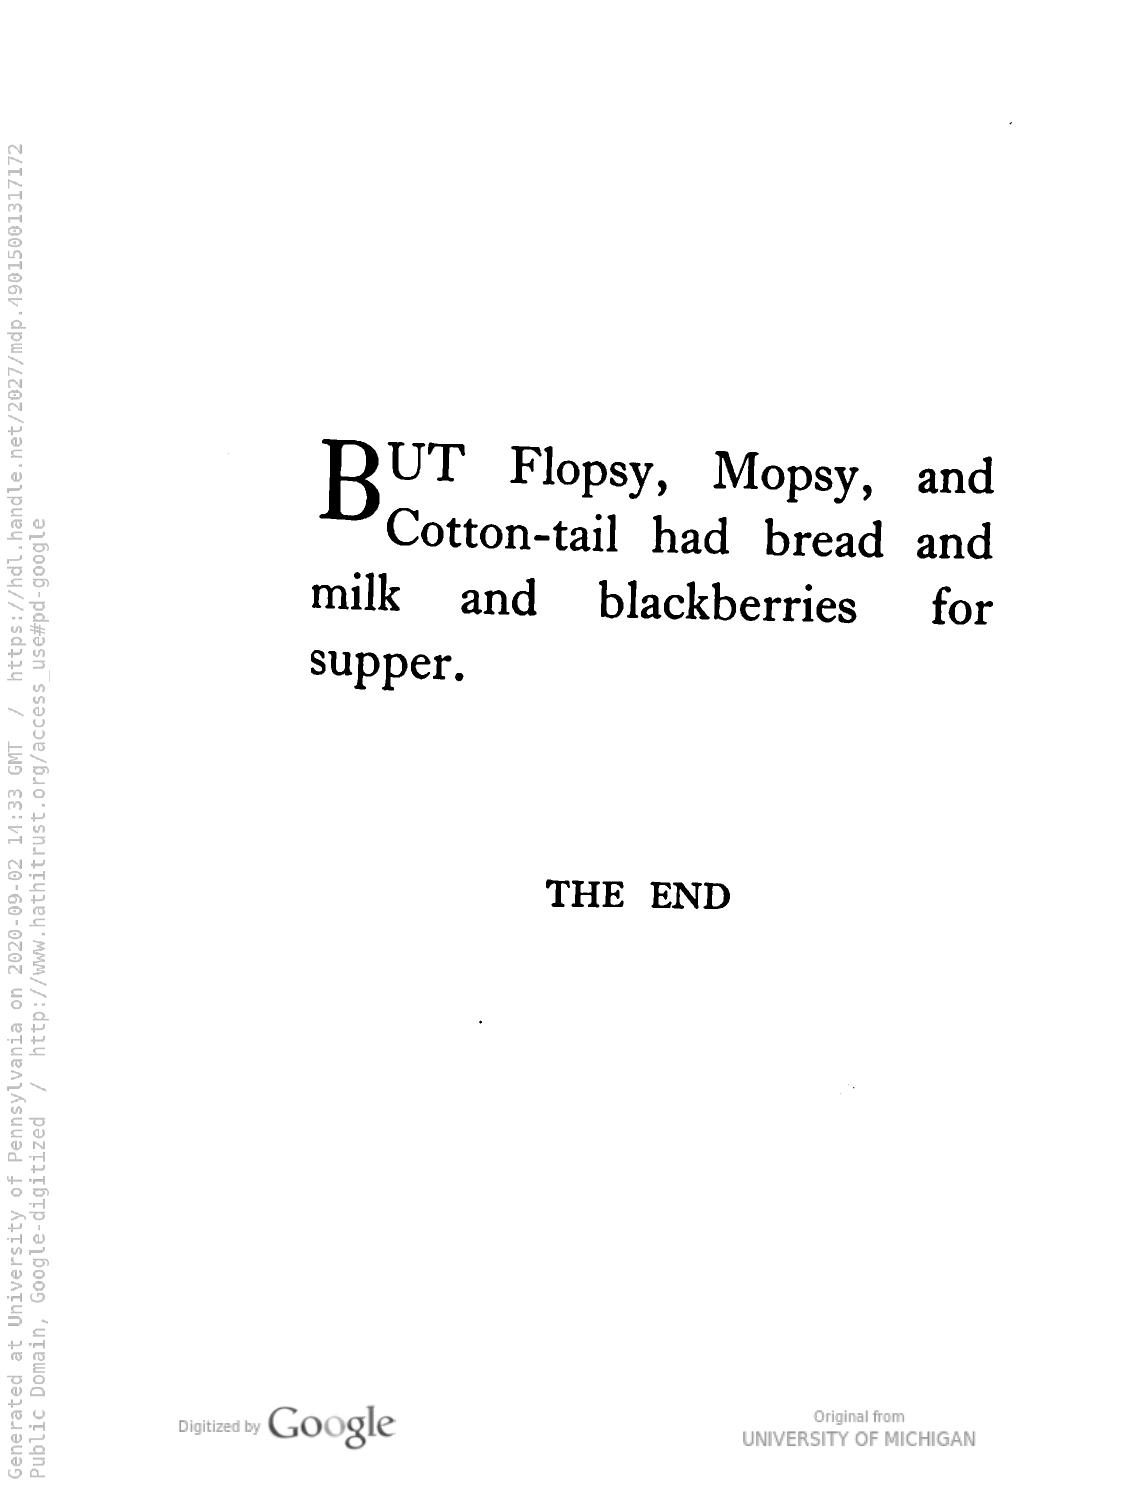 BUT Flopsy, Mopsy, and
Cotton-tail had bread and
milk and blackberries for
supper.
THE END
Digitized by Google
Original from
UNIVERSITY OF MICHIGAN
Generated at University of Pennsylvania on 2020-09-02 14:33 GMT / https://hdl.handle.net/2027/mdp.49015001317172
Public Domain, Google-digitized / http://www.hathitrust.org/access_use#pd-google